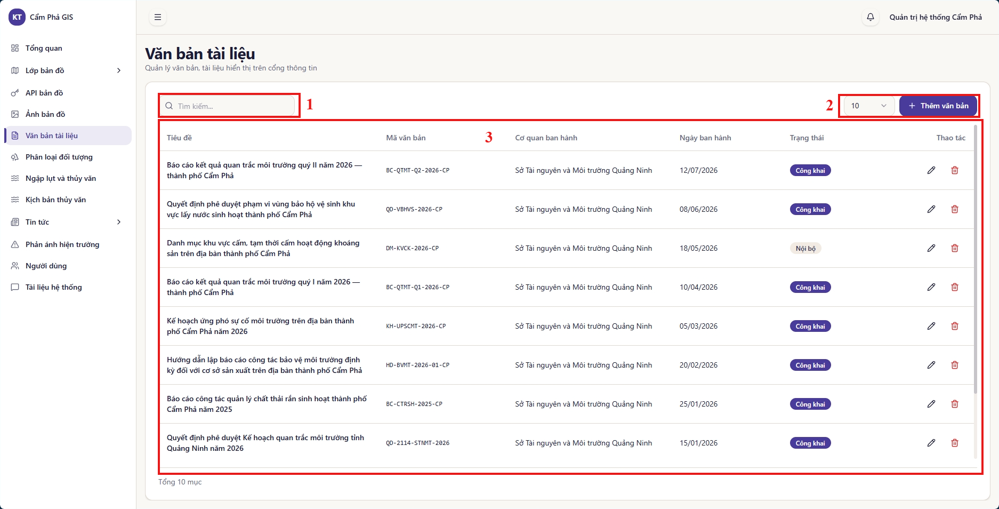 KT Cẩm Phả GIS
Quản trị hệ thống Cẩm Phả
Tổng quan
Lớp bản đồ
API bản đồ
Ảnh bản đồ
Văn bản tài liệu
Phân loại đối tượng
Ngập lụt và thủy văn
Kịch bản thủy văn
Tin tức
Phản ánh hiện trường
Người dùng
Tài liệu hệ thống
Văn bản tài liệu
Quản lý văn bản, tài liệu hiển thị trên cổng thông tin
Tìm kiếm... 1 2 10 + Thêm văn bản
Tiêu đề Mã văn bản 3 Cơ quan ban hành Ngày ban hành Trạng thái Thao tác
Báo cáo kết quả quan trắc môi trường quý II năm 2026 —
thành phố Cẩm Phả
BC-QTMT-Q2-2026-CP Sở Tài nguyên và Môi trường Quảng Ninh 12/07/2026 Công khai
Quyết định phê duyệt phạm vi vùng bảo hộ vệ sinh khu
vực lấy nước sinh hoạt thành phố Cẩm Phả
QD-VBHVS-2026-CP Sở Tài nguyên và Môi trường Quảng Ninh 08/06/2026 Công khai
Danh mục khu vực cấm, tạm thời cấm hoạt động khoáng
sản trên địa bàn thành phố Cẩm Phả
DM-KVCK-2026-CP Sở Tài nguyên và Môi trường Quảng Ninh 18/05/2026 Nội bộ
Báo cáo kết quả quan trắc môi trường quý I năm 2026 —
thành phố Cẩm Phả
BC-QTMT-Q1-2026-CP Sở Tài nguyên và Môi trường Quảng Ninh 10/04/2026 Công khai
Kế hoạch ứng phó sự cố môi trường trên địa bàn thành
phố Cẩm Phả năm 2026
KH-UPSCMT-2026-CP Sở Tài nguyên và Môi trường Quảng Ninh 05/03/2026 Công khai
Hướng dẫn lập báo cáo công tác bảo vệ môi trường định
kỳ đối với cơ sở sản xuất trên địa bàn thành phố Cẩm Phả
HD-BVMT-2026-01-CP Sở Tài nguyên và Môi trường Quảng Ninh 20/02/2026 Công khai
Báo cáo công tác quản lý chất thải rắn sinh hoạt thành phố
Cẩm Phả năm 2025
BC-CTRSH-2025-CP Sở Tài nguyên và Môi trường Quảng Ninh 25/01/2026 Công khai
Quyết định phê duyệt Kế hoạch quan trắc môi trường tỉnh
Quảng Ninh năm 2026
QD-2114-STNMT-2026 Sở Tài nguyên và Môi trường Quảng Ninh 15/01/2026 Công khai
Tổng 10 mục